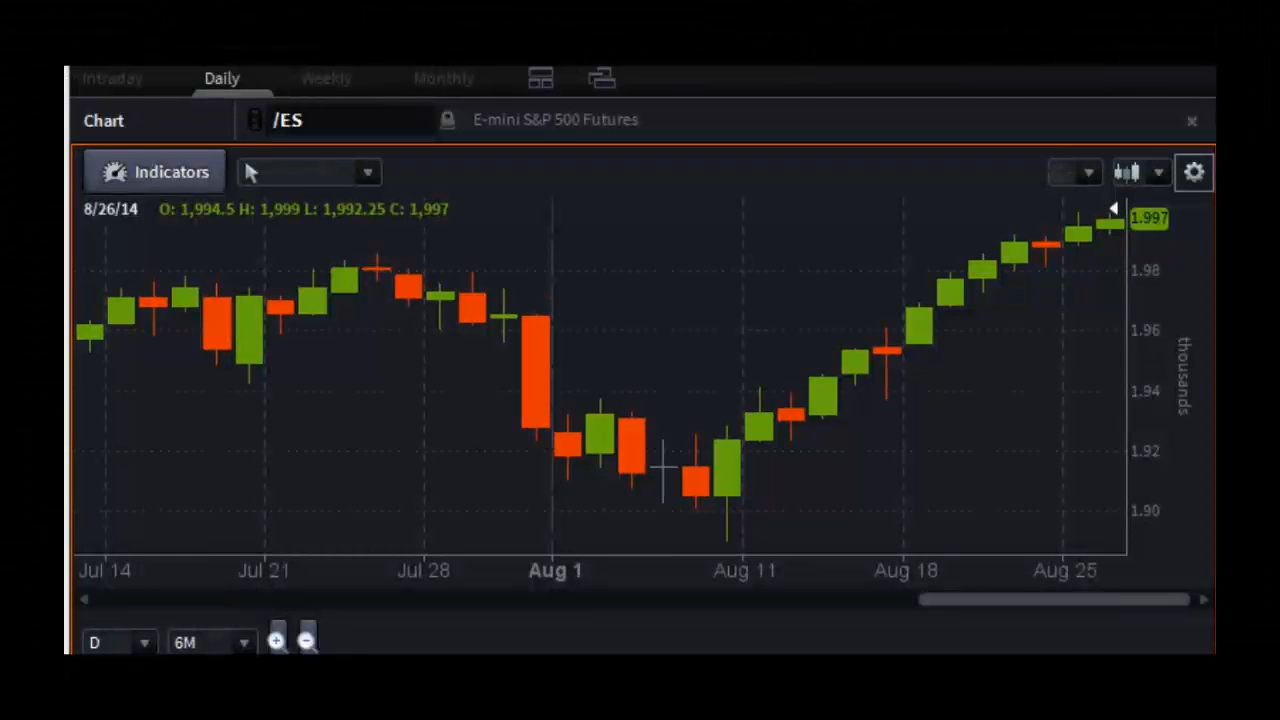 Intraday Daily Weekly Monthly
Chart /ES E-mini S&P 500 Futures
Indicators
8/26/14 O: 1,994.5 H: 1,999 L: 1,992.25 C: 1,997
1.997
1.98
1.96
1.94
1.92
1.90
thousands
Jul 14 Jul 21 Jul 28 Aug 1 Aug 11 Aug 18 Aug 25
D 6M